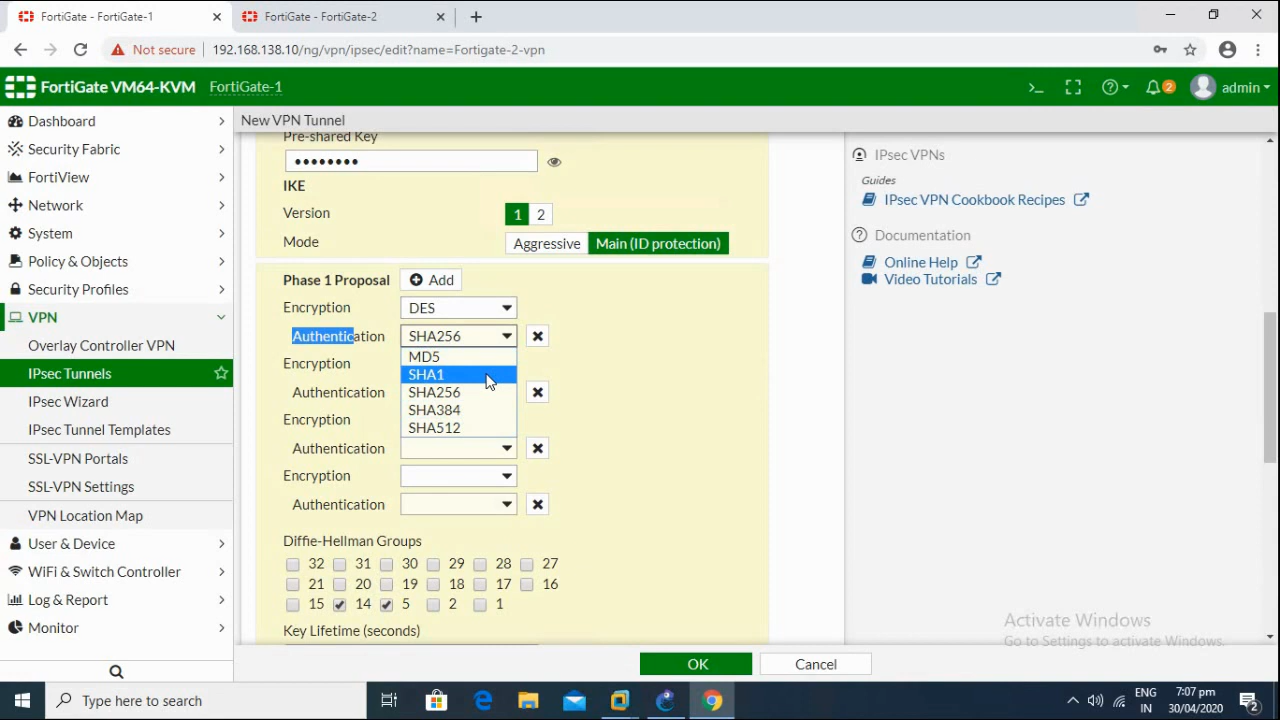 FortiGate - FortiGate-1
FortiGate - FortiGate-2
Not secure
192.168.138.10/ng/vpn/ipsec/edit?name=Fortigate-2-vpn
FortiGate VM64-KVM
FortiGate-1
2
admin
Dashboard
Security Fabric
FortiView
Network
System
Policy & Objects
Security Profiles
VPN
Overlay Controller VPN
IPsec Tunnels
IPsec Wizard
IPsec Tunnel Templates
SSL-VPN Portals
SSL-VPN Settings
VPN Location Map
User & Device
WiFi & Switch Controller
Log & Report
Monitor
New VPN Tunnel
Pre-shared Key
••••••••
IKE
Version 1 2
Mode Aggressive Main (ID protection)
Phase 1 Proposal Add
Encryption DES
Authentication SHA256
MD5
Encryption
SHA1
Authentication SHA256
SHA384
Encryption
SHA512
Authentication
Encryption
Authentication
Diffie-Hellman Groups
32 31 30 29 28 27
21 20 19 18 17 16
15 14 5 2 1
Key Lifetime (seconds)
OK
Cancel
IPsec VPNs
Guides
IPsec VPN Cookbook Recipes
Documentation
Online Help
Video Tutorials
Activate Windows
Go to Settings to activate Windows.
Type here to search
ENG
IN
7:07 pm
30/04/2020
2